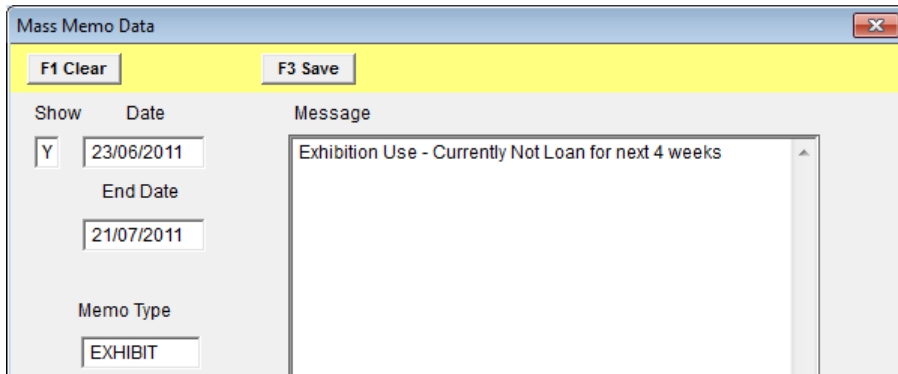 Mass Memo Data
F1 Clear
F3 Save
Show
Date
Message
Y
23/06/2011
Exhibition Use - Currently Not Loan for next 4 weeks
End Date
21/07/2011
Memo Type
EXHIBIT